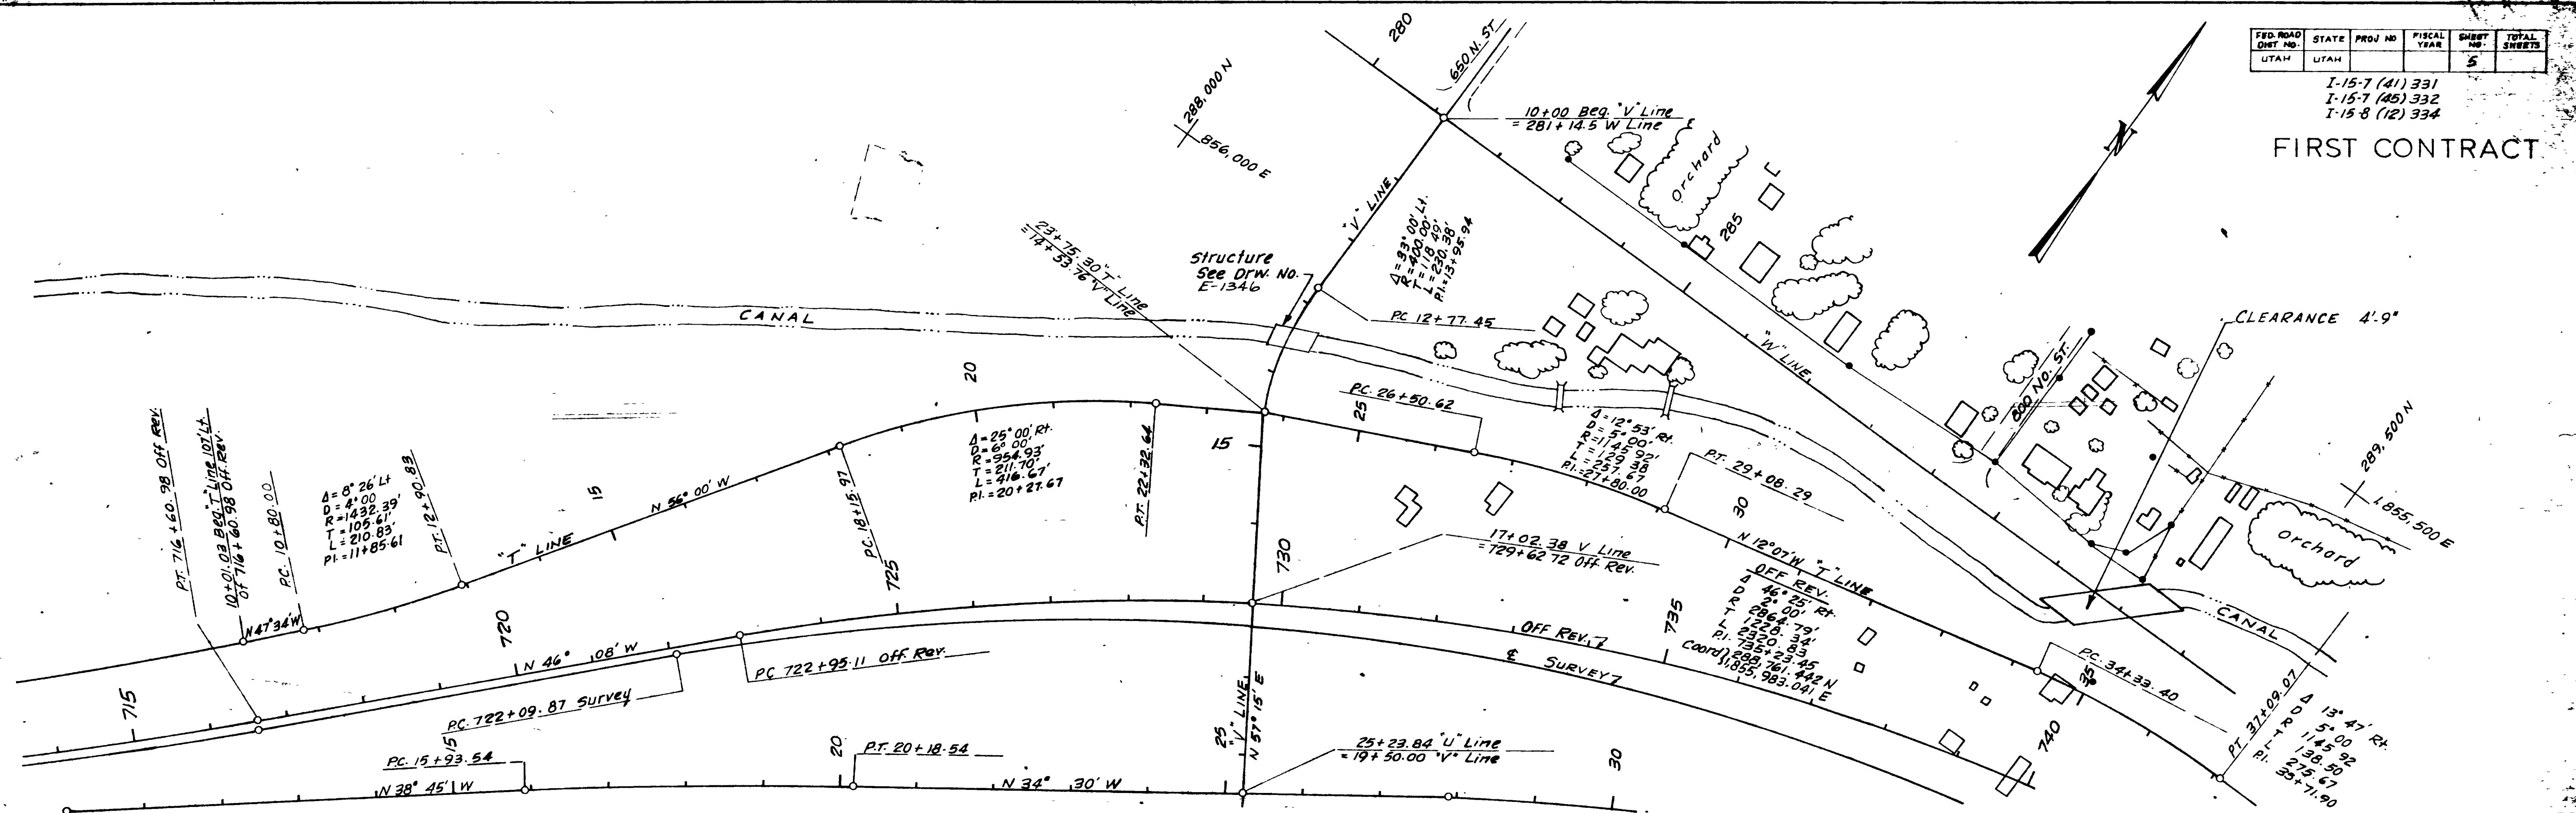 FED. ROAD DIST NO. STATE PROJ NO FISCAL YEAR SHEET NO. TOTAL SHEETS
UTAH UTAH 5
I-15-7 (41) 331
I-15-7 (45) 332
I-15-8 (12) 334
FIRST CONTRACT
N
280
650 N. ST
288,000 N
856,000 E
10+00 Beg. "V" Line
= 281+14.5 W Line
Orchard
285
"V" LINE
Δ=33° 00' Lt.
R=400.00'
T=118.49'
L=230.38'
P.I.=13+95.94
23+75.30 "T" Line
=14+53.76 "V" Line
Structure
See Drw. No.
E-1346
CANAL
P.C. 12+77.45
"W" LINE
CLEARANCE 4'-9"
800 NO. ST.
289,500 N
1,855,500 E
Orchard
CANAL
20
P.C. 26+50.62
25
15
Δ=12° 53' Rt.
D=5° 00'
R=1145.92'
T=129.38
L=257.67
P.I.=27+80.00
P.T. 29+08.29
30
N 12°07' W "T" LINE
P.T. 716+60.98 Off Rev.
10+01.03 Beg. "T" Line 107' Lt.
Of 716+60.98 Off. Rev.
P.C. 10+80.00
Δ=8° 26' Lt
D=4° 00
R=1432.39'
T=105.61'
L=210.83'
P.I.=11+85.61
P.T. 12+90.83
15
N 56° 00' W
"T" LINE
P.C. 18+15.97
Δ=25° 00' Rt.
D=6° 00'
R=954.93'
T=211.70'
L=416.67'
P.I.=20+27.67
P.T. 22+32.64
17+02.38 V Line
=729+62.72 Off Rev.
730
725
720
715
N47°34'W
N 46° 08' W
P.C. 722+95.11 Off Rev.
P.C. 722+09.87 Survey
OFF REV.
℄ SURVEY
735
OFF REV.
Δ 46° 25' Rt.
D 2° 00'
R 2864.79'
T 1228.34'
L 2320.83
P.I. 735+23.45
Coord) 288,761.442 N
1,855,983.041 E
P.C. 34+33.40
35
740
P.T. 37+09.07
Δ 13° 47' Rt.
D 5° 00
R 1145.92
T 138.50
L 275.67
P.I. 35+71.90
15
P.C. 15+93.54
N 38° 45' W
20
P.T. 20+18.54
N 34° 30' W
25
"V" LINE
N 57° 15' E
25+23.84 "U" Line
= 19+50.00 "V" Line
30